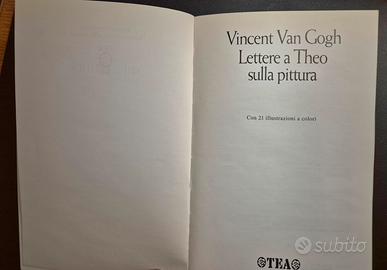 Vincent Van Gogh
Lettere a Theo
sulla pittura
Con 21 illustrazioni a colori
TEA
subito